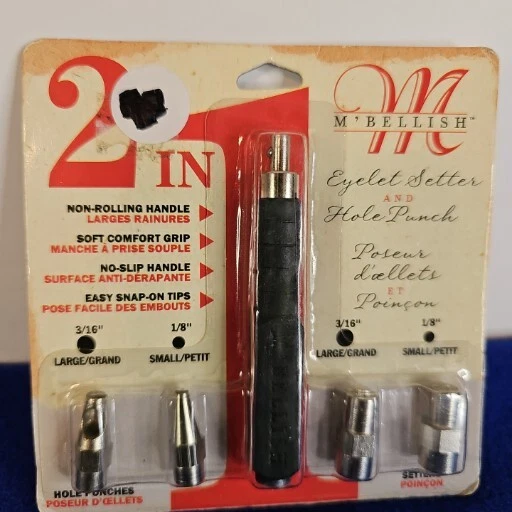 2 IN 1
M'BELLISH™
Eyelet Setter
AND
Hole Punch
Poseur
d'œllets
ET
Poinçon
NON-ROLLING HANDLE
LARGES RAINURES
SOFT COMFORT GRIP
MANCHE À PRISE SOUPLE
NO-SLIP HANDLE
SURFACE ANTI-DÉRAPANTE
EASY SNAP-ON TIPS
POSE FACILE DES EMBOUTS
3/16" 1/8"
LARGE/GRAND SMALL/PETIT
3/16" 1/8"
LARGE/GRAND SMALL/PETIT
HOLE PUNCHES
POSEUR D'ŒLLETS
POINÇON